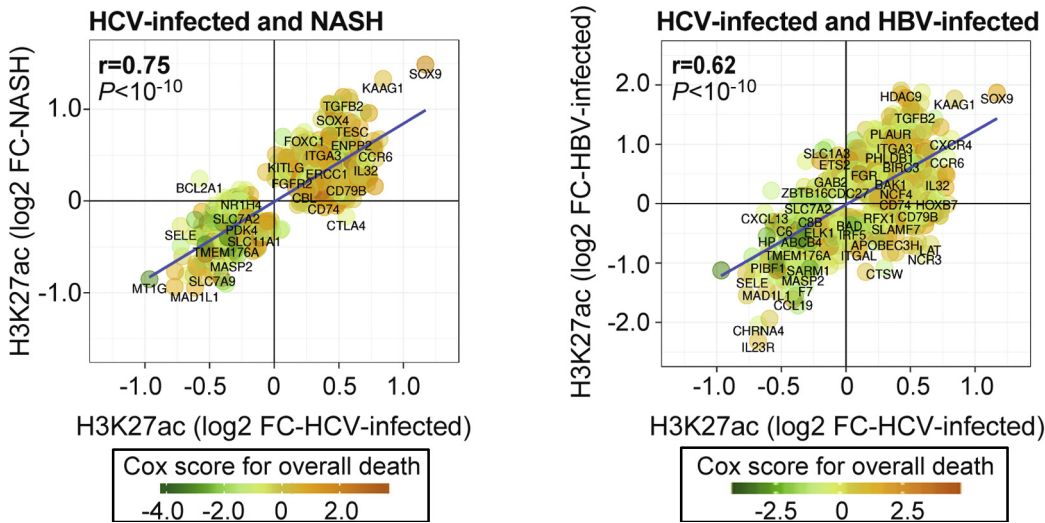 HCV-infected and NASH
r=0.75
P<10-10
SOX9
KAAG1
TGFB2
SOX4
TESC
FOXC1
ENPP2
ITGA3
CCR6
KITLG
IL32
ERCC1
FGFR2
CD79B
CBL
CD74
CTLA4
BCL2A1
NR1H4
SLC7A2
SELE
PDK4
SLC11A1
TMEM176A
MASP2
SLC7A9
MT1G
MAD1L1
1.0
0
-1.0
-1.0
-0.5
0
0.5
1.0
H3K27ac (log2 FC-NASH)
H3K27ac (log2 FC-HCV-infected)
Cox score for overall death
-4.0
-2.0
0
2.0
HCV-infected and HBV-infected
r=0.62
P<10-10
HDAC9
KAAG1
SOX9
TGFB2
PLAUR
ITGA3
CXCR4
SLC1A3
PHLDB1
ETS2
BIRC3
CCR6
FGR
GAB2
BAK1
IL32
ZBTB16
CDC27
NCF4
SLC7A2
CD74
HOXB7
CXCL13
C8B
RFX1
CD79B
C6
BAD
SLAMF7
ELK1
IRF5
HP
ABCB4
APOBEC3H
LAT
TMEM176A
ITGAL
NCR3
PIBF1
SARM1
CTSW
SELE
MASP2
MAD1L1
F7
CCL19
CHRNA4
IL23R
2.0
1.0
0
-1.0
-2.0
-1.0
-0.5
0
0.5
1.0
H3K27ac (log2 FC-HBV-infected)
H3K27ac (log2 FC-HCV-infected)
Cox score for overall death
-2.5
0
2.5